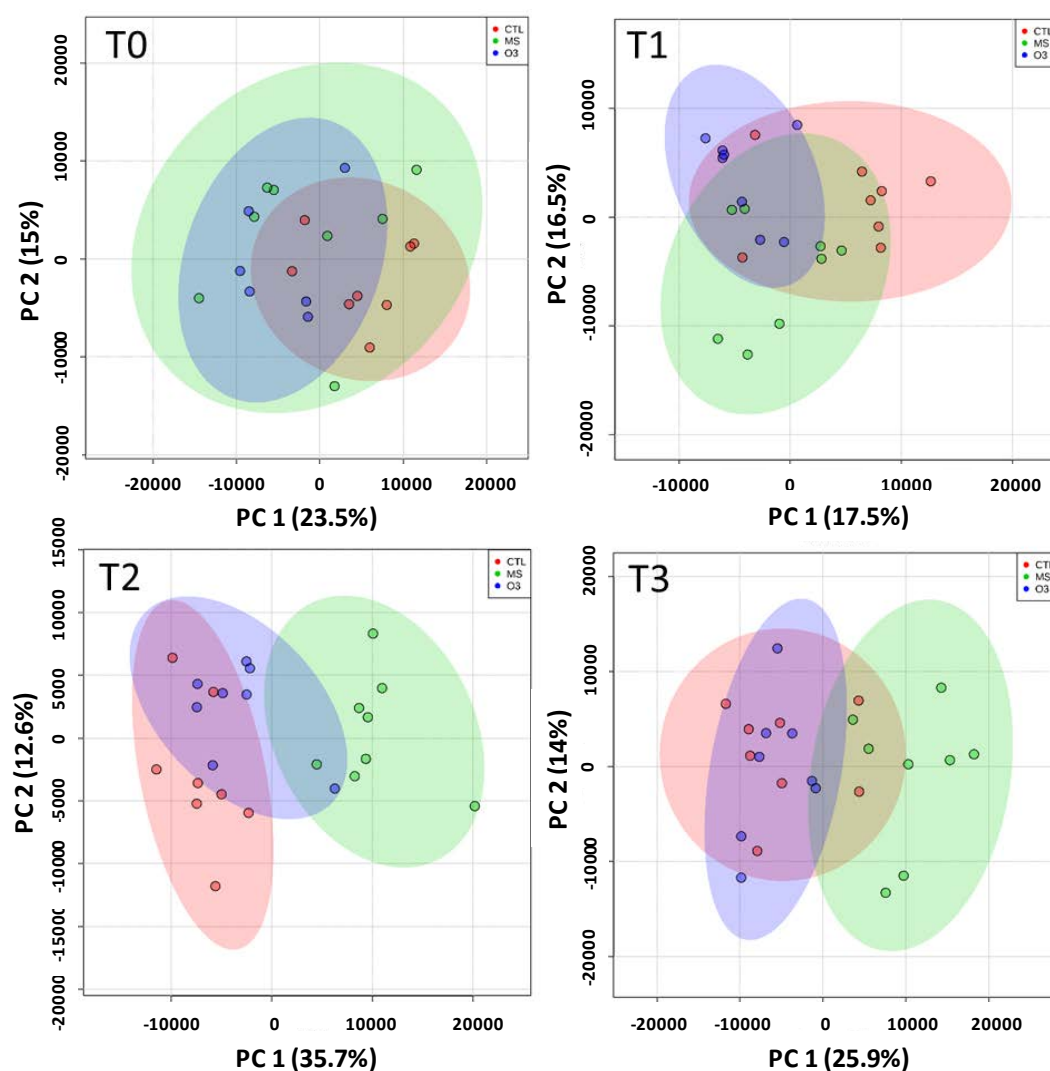 T0
CTL
MS
O3
20000
10000
0
-10000
-20000
PC 2 (15%)
-20000
-10000
0
10000
20000
PC 1 (23.5%)
T1
CTL
MS
O3
10000
0
-10000
-20000
PC 2 (16.5%)
-10000
0
10000
20000
PC 1 (17.5%)
T2
CTL
MS
O3
15000
10000
5000
0
-5000
-10000
-15000
-20000
PC 2 (12.6%)
-10000
0
10000
20000
PC 1 (35.7%)
T3
CTL
MS
O3
20000
10000
0
-10000
-20000
PC 2 (14%)
-20000
-10000
0
10000
20000
PC 1 (25.9%)